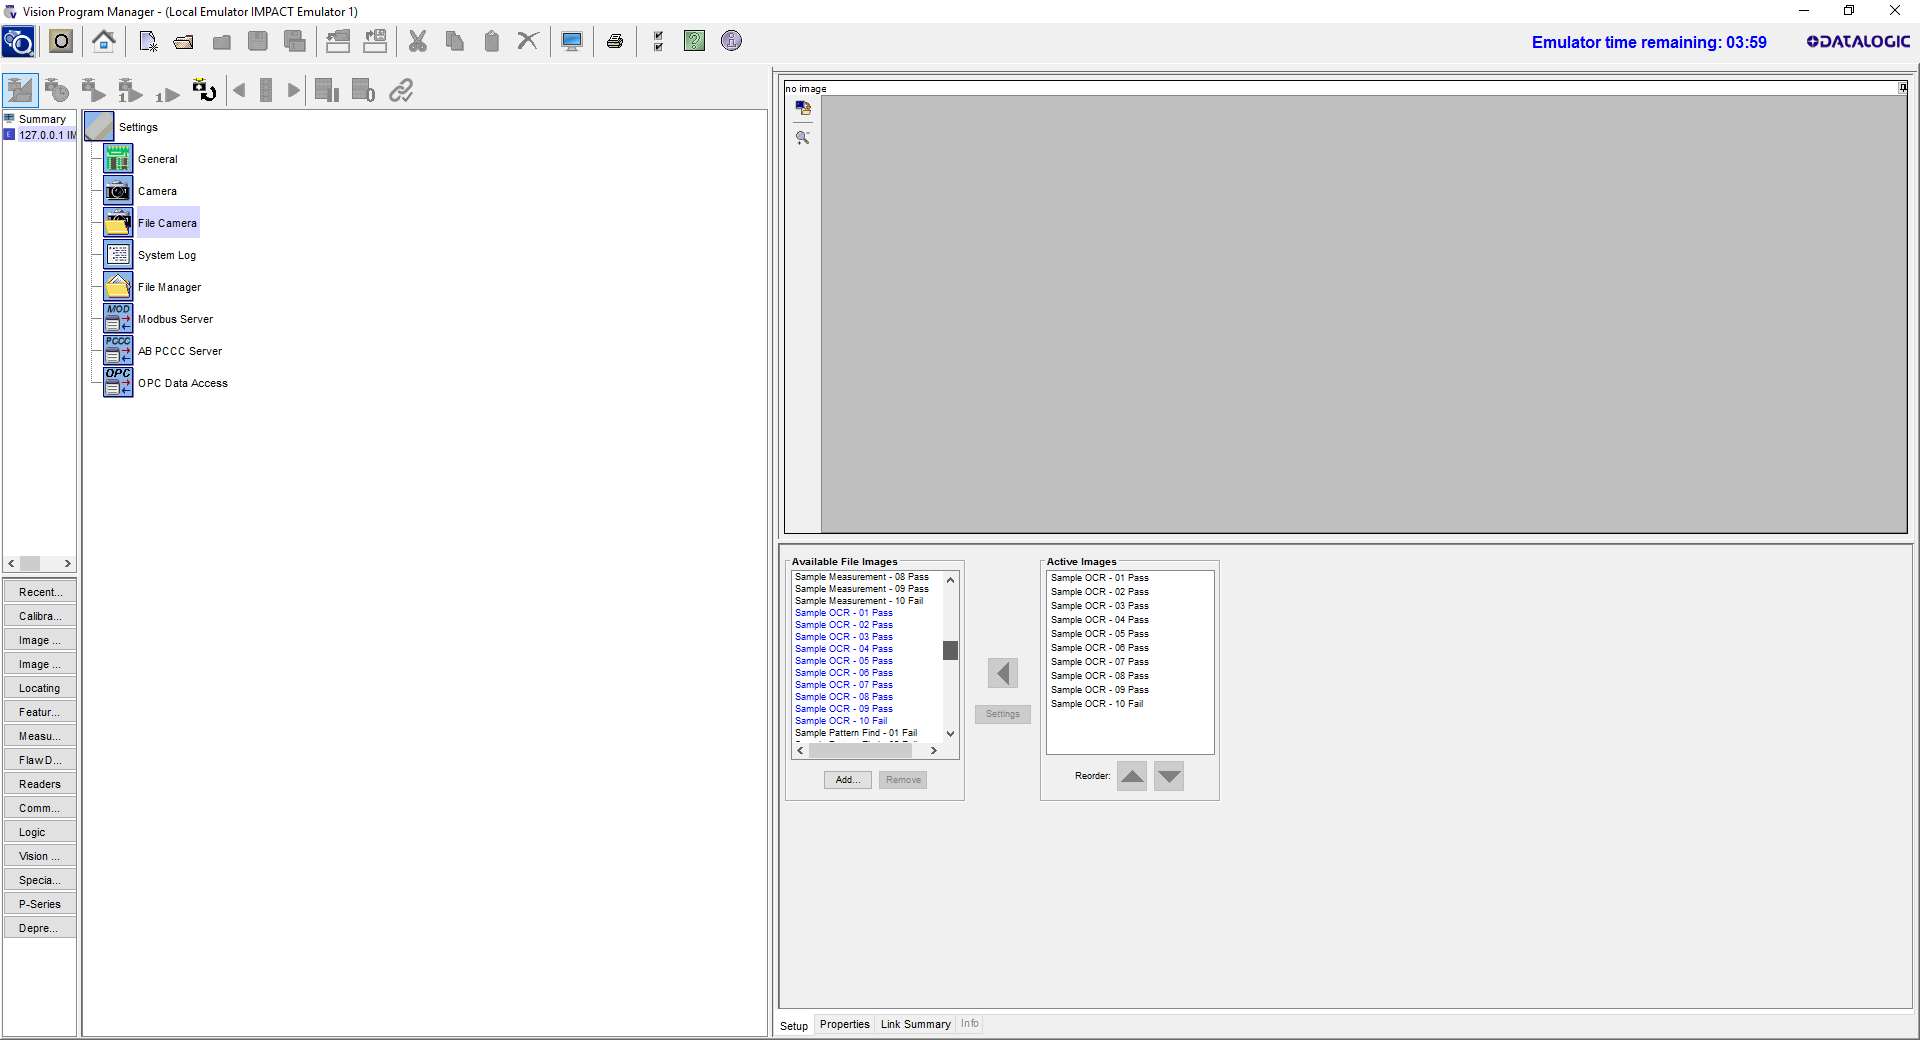 Vision Program Manager - (Local Emulator IMPACT Emulator 1)
O
Emulator time remaining: 03:59
DATALOGIC
1
1
0
Summary
E
127.0.0.1 IM
Settings
General
Camera
File Camera
System Log
File Manager
MOD
Modbus Server
PCCC
AB PCCC Server
OPC
OPC Data Access
Recent...
Calibra...
Image ...
Image ...
Locating
Featur...
Measu...
Flaw D...
Readers
Comm...
Logic
Vision ...
Specia...
P-Series
Depre...
no image
Available File Images
Sample Measurement - 08 Pass
Sample Measurement - 09 Pass
Sample Measurement - 10 Fail
Sample OCR - 01 Pass
Sample OCR - 02 Pass
Sample OCR - 03 Pass
Sample OCR - 04 Pass
Sample OCR - 05 Pass
Sample OCR - 06 Pass
Sample OCR - 07 Pass
Sample OCR - 08 Pass
Sample OCR - 09 Pass
Sample OCR - 10 Fail
Sample Pattern Find - 01 Fail
Add...
Remove
Settings
Active Images
Sample OCR - 01 Pass
Sample OCR - 02 Pass
Sample OCR - 03 Pass
Sample OCR - 04 Pass
Sample OCR - 05 Pass
Sample OCR - 06 Pass
Sample OCR - 07 Pass
Sample OCR - 08 Pass
Sample OCR - 09 Pass
Sample OCR - 10 Fail
Reorder:
Setup
Properties
Link Summary
Info